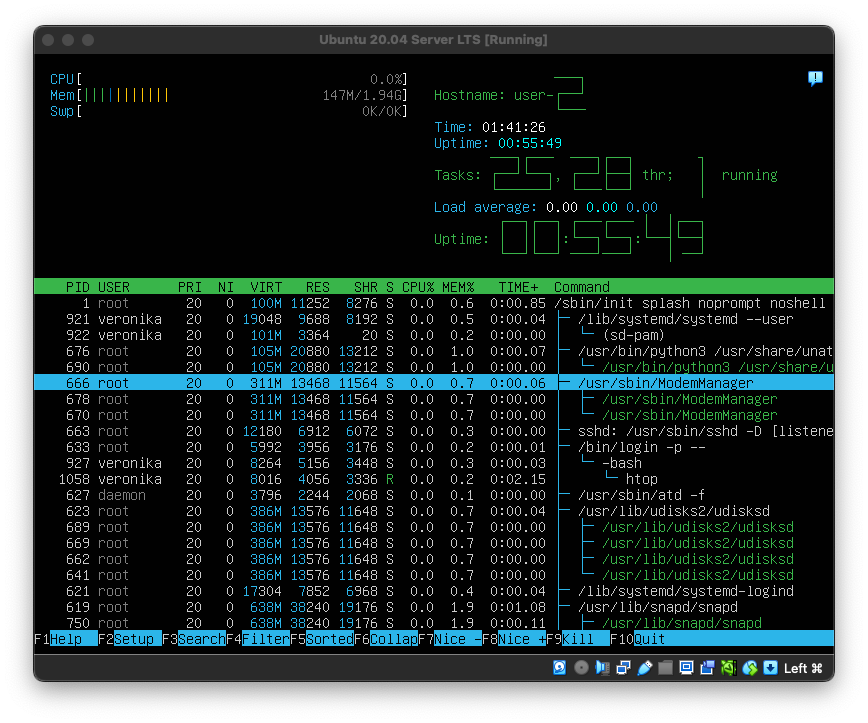 Ubuntu 20.04 Server LTS [Running]
CPU[ 0.0%]
Mem[||||||||||| 147M/1.94G]
Swp[ 0K/0K]
Hostname: user-2
Time: 01:41:26
Uptime: 00:55:49
Tasks: 25, 28 thr; 1 running
Load average: 0.00 0.00 0.00
Uptime: 00:55:49
PID USER PRI NI VIRT RES SHR S CPU% MEM% TIME+ Command
1 root 20 0 100M 11252 8276 S 0.0 0.6 0:00.85 /sbin/init splash noprompt noshell
921 veronika 20 0 19048 9688 8192 S 0.0 0.5 0:00.04 /lib/systemd/systemd --user
922 veronika 20 0 101M 3364 20 S 0.0 0.2 0:00.00 (sd-pam)
676 root 20 0 105M 20880 13212 S 0.0 1.0 0:00.07 /usr/bin/python3 /usr/share/unat
690 root 20 0 105M 20880 13212 S 0.0 1.0 0:00.00 /usr/bin/python3 /usr/share/u
666 root 20 0 311M 13468 11564 S 0.0 0.7 0:00.06 /usr/sbin/ModemManager
678 root 20 0 311M 13468 11564 S 0.0 0.7 0:00.00 /usr/sbin/ModemManager
670 root 20 0 311M 13468 11564 S 0.0 0.7 0:00.00 /usr/sbin/ModemManager
663 root 20 0 12180 6912 6072 S 0.0 0.3 0:00.00 sshd: /usr/sbin/sshd -D [listene
633 root 20 0 5992 3956 3176 S 0.0 0.2 0:00.01 /bin/login -p --
927 veronika 20 0 8264 5156 3448 S 0.0 0.3 0:00.03 -bash
1058 veronika 20 0 8016 4056 3336 R 0.0 0.2 0:02.15 htop
627 daemon 20 0 3796 2244 2068 S 0.0 0.1 0:00.00 /usr/sbin/atd -f
623 root 20 0 386M 13576 11648 S 0.0 0.7 0:00.04 /usr/lib/udisks2/udisksd
689 root 20 0 386M 13576 11648 S 0.0 0.7 0:00.00 /usr/lib/udisks2/udisksd
669 root 20 0 386M 13576 11648 S 0.0 0.7 0:00.00 /usr/lib/udisks2/udisksd
662 root 20 0 386M 13576 11648 S 0.0 0.7 0:00.00 /usr/lib/udisks2/udisksd
641 root 20 0 386M 13576 11648 S 0.0 0.7 0:00.00 /usr/lib/udisks2/udisksd
621 root 20 0 17304 7852 6968 S 0.0 0.4 0:00.04 /lib/systemd/systemd-logind
619 root 20 0 638M 38240 19176 S 0.0 1.9 0:01.08 /usr/lib/snapd/snapd
750 root 20 0 638M 38240 19176 S 0.0 1.9 0:00.11 /usr/lib/snapd/snapd
F1Help F2Setup F3SearchF4FilterF5SortedF6CollapF7Nice -F8Nice +F9Kill F10Quit
Left ⌘